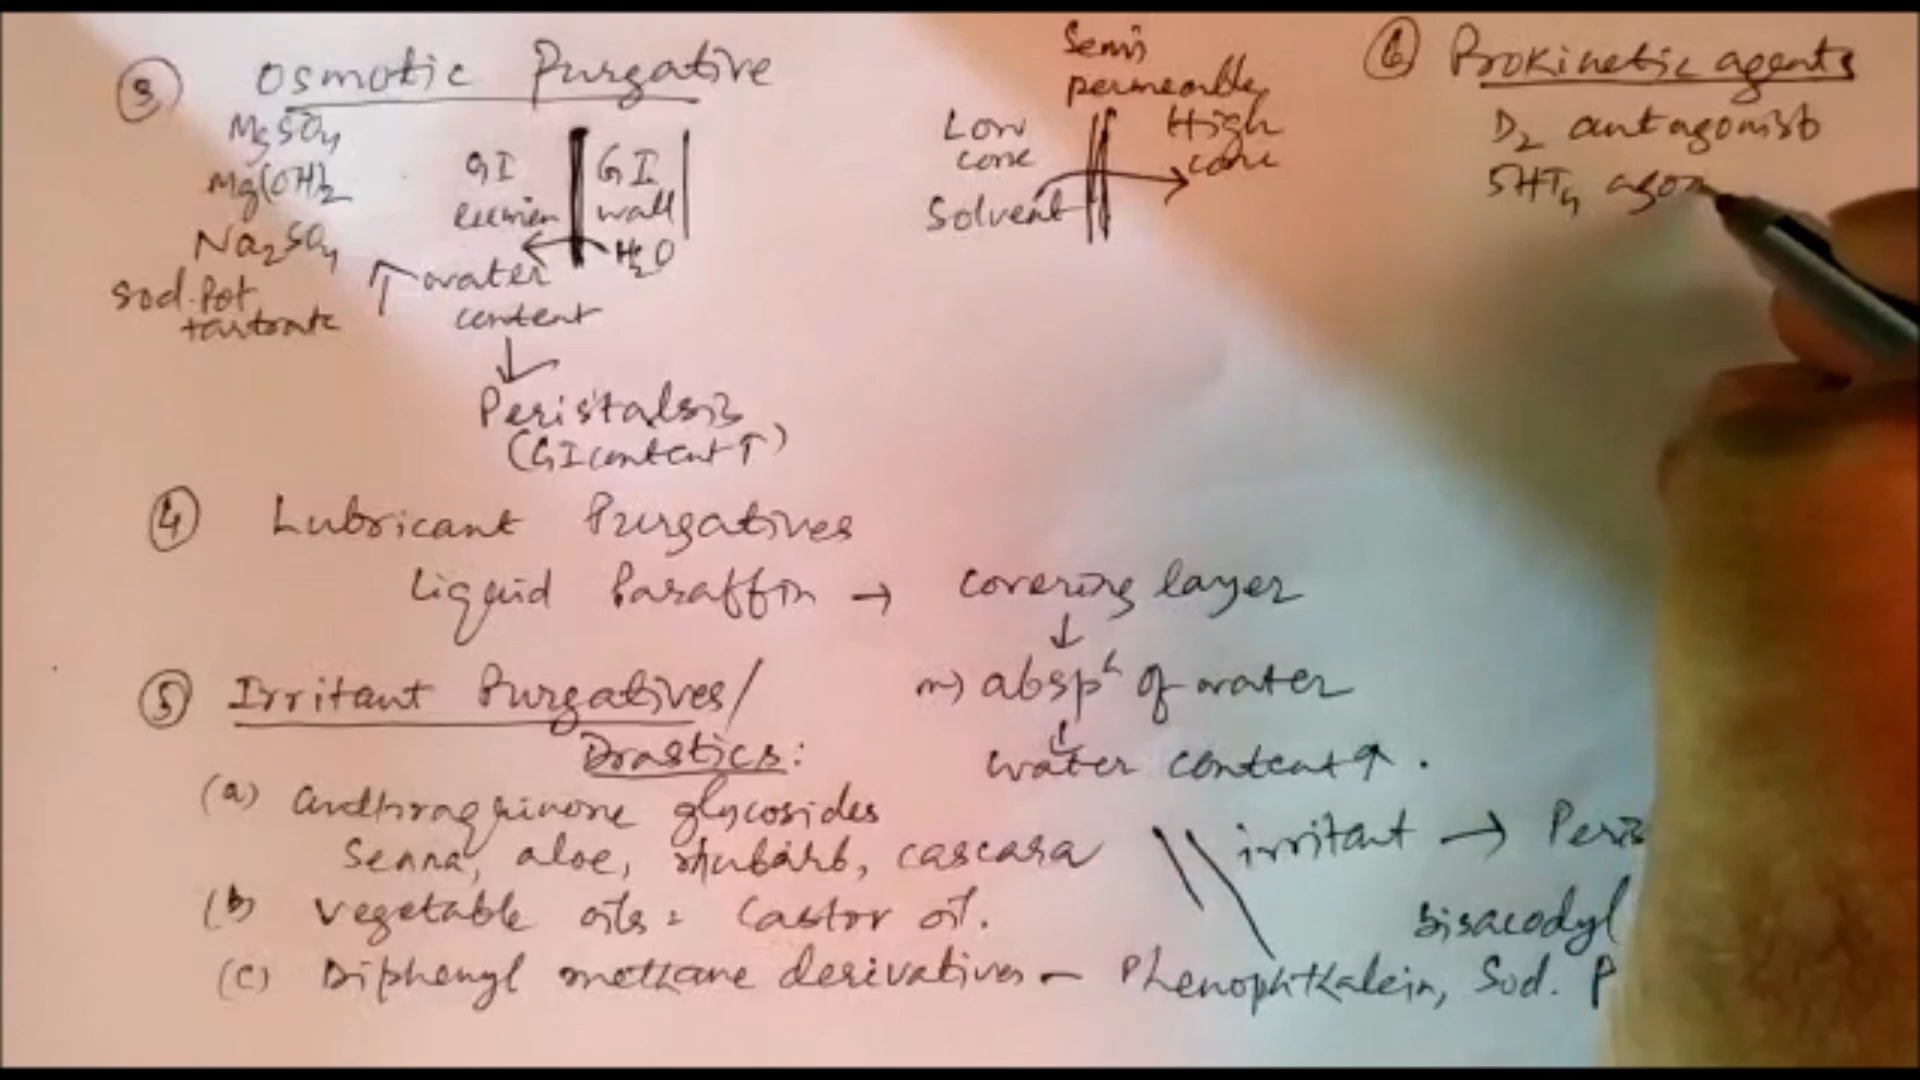 ③ Osmotic Purgative
MgSO4
Mg(OH)2
Na2SO4
Sod. Pot
tartrate
GI
lumen
GI
wall
H2O
↑ water
content
↓
Peristalsis
(GI content ↑)
Semi
permeable
Low
conc
High
conc
Solvent
⑥ Prokinetic agents
D2 antagonist
5HT4 agon
④ Lubricant Purgatives
Liquid Paraffin → covering layer
↓
absp of water
↓
water content ↑.
⑤ Irritant Purgatives/
Drastics:
(a) anthraquinone glycosides
Senna, aloe, rhubarb, cascara
(b) vegetable oils = Castor oil.
(c) Diphenyl methane derivatives – Phenophthalein, Sod. P
irritant → Peris
Bisacodyl